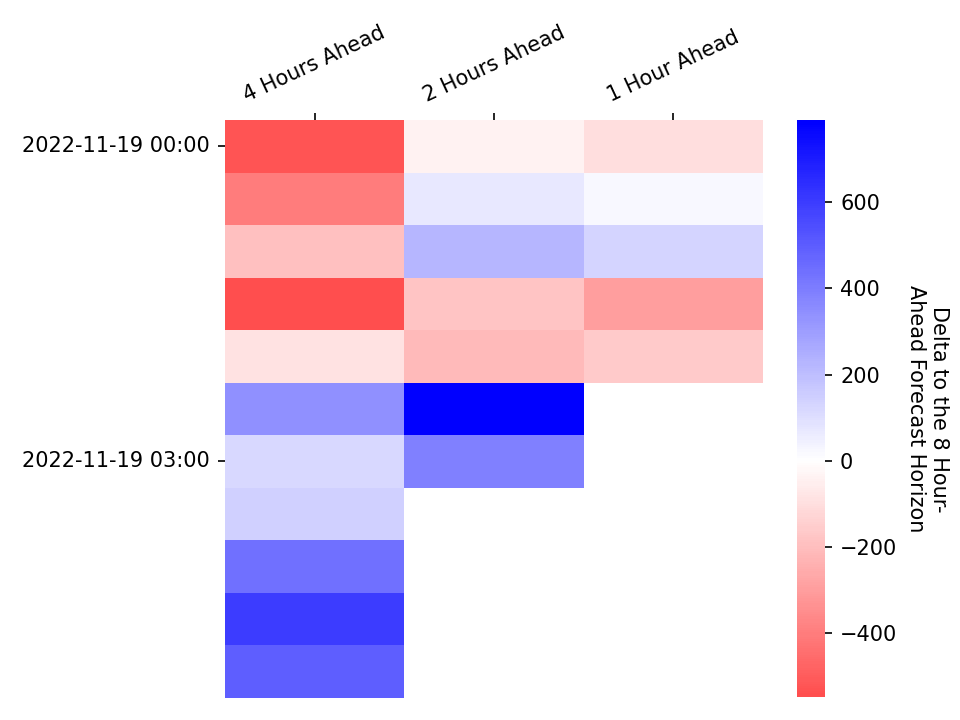 4 Hours Ahead
2 Hours Ahead
1 Hour Ahead
2022-11-19 00:00
2022-11-19 03:00
600
400
200
0
−200
−400
Delta to the 8 Hour-
Ahead Forecast Horizon